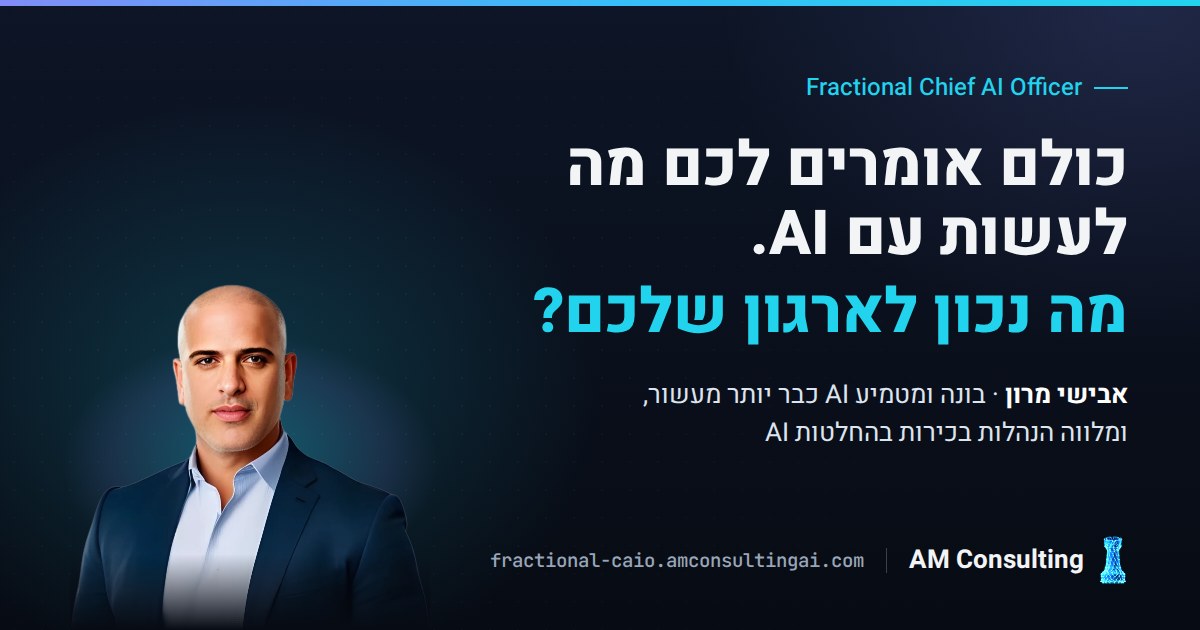 Fractional Chief AI Officer
כולם אומרים לכם מה
לעשות עם AI.
מה נכון לארגון שלכם?
אבישי מרון · בונה ומטמיע AI כבר יותר מעשור,
ומלווה הנהלות בכירות בהחלטות AI
AM Consulting
fractional-caio.amconsultingai.com